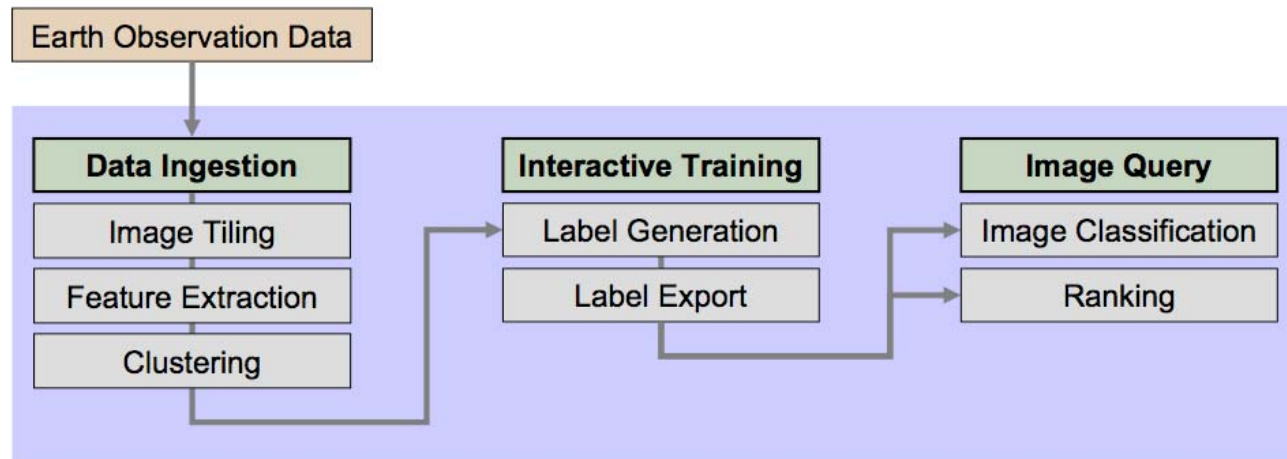 Earth Observation Data
Data Ingestion
Image Tiling
Feature Extraction
Clustering
Interactive Training
Label Generation
Label Export
Image Query
Image Classification
Ranking